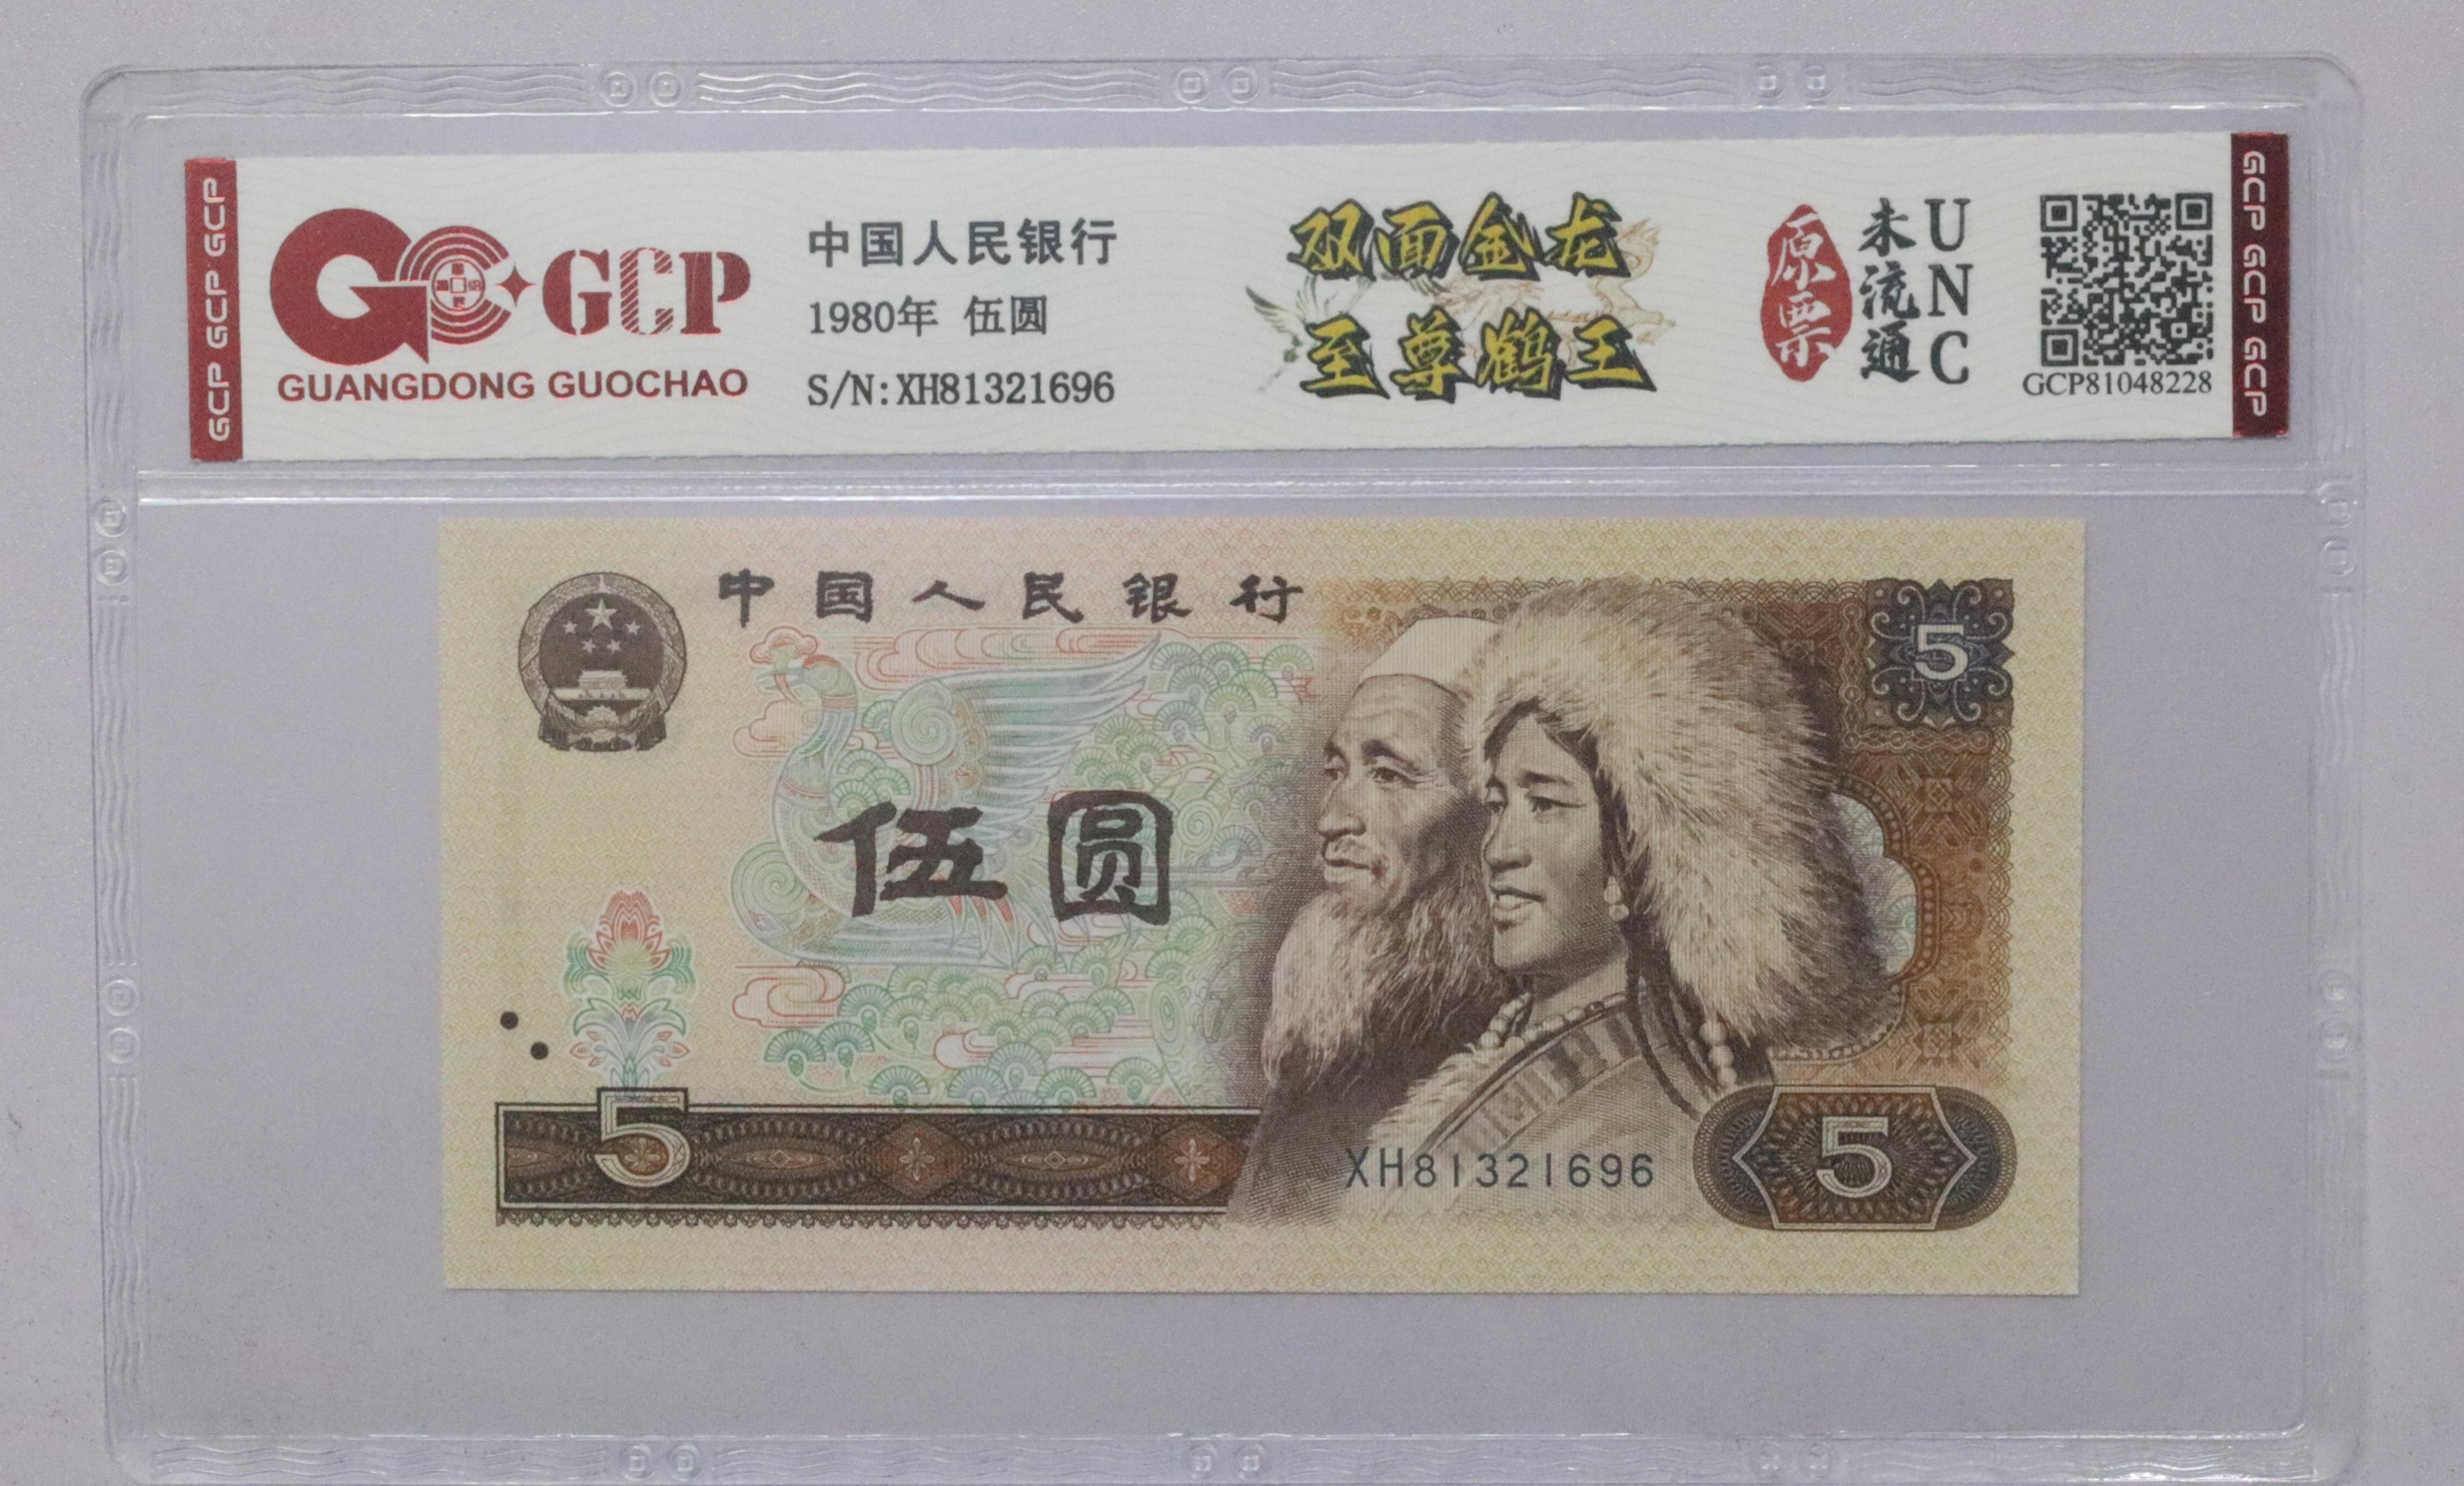 GCP GCP GCP
GCP
GUANGDONG GUOCHAO
中国人民银行
1980年 伍圆
S/N:XH81321696
双面金龙
至尊鹤王
原票
未流通
UNC
GCP81048228
GCP GCP GCP
中国人民银行
5
伍圆
5
XH81321696
5